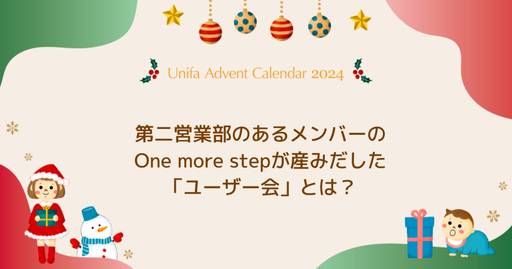 Unifa Advent Calendar 2024
第二営業部のあるメンバーの
One more stepが産みだした
「ユーザー会」とは？